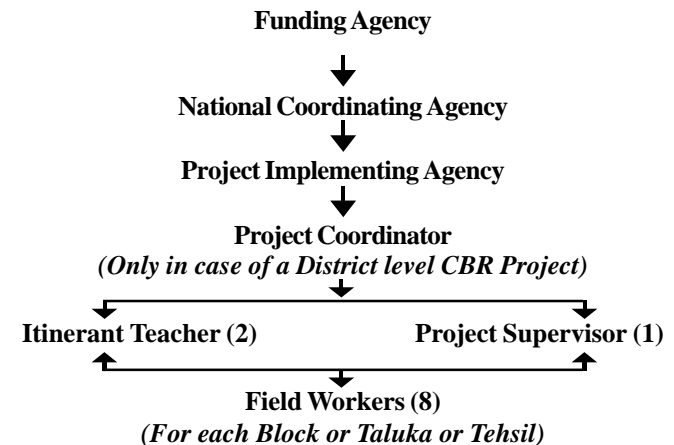 Funding Agency
National Coordinating Agency
Project Implementing Agency
Project Coordinator
(Only in case of a District level CBR Project)
Itinerant Teacher (2)
Project Supervisor (1)
Field Workers (8)
(For each Block or Taluka or Tehsil)